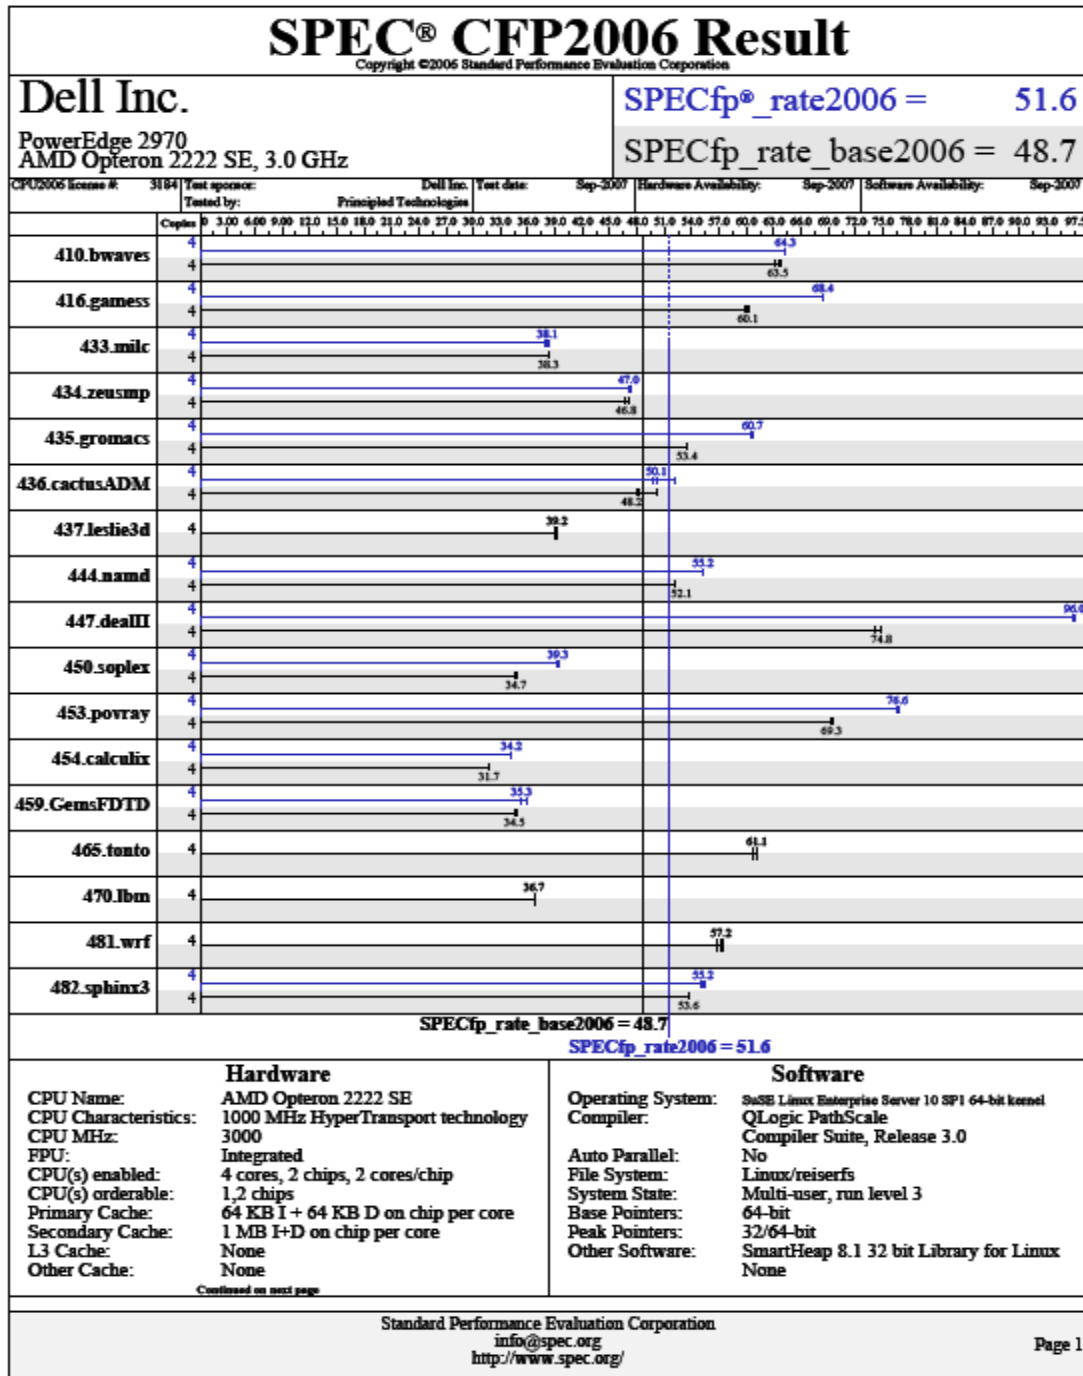 SPEC® CFP2006 Result
Copyright ©2006 Standard Performance Evaluation Corporation
Dell Inc.
PowerEdge 2970
AMD Opteron 2222 SE, 3.0 GHz
SPECfp®_rate2006 = 51.6
SPECfp_rate_base2006 = 48.7
CPU2006 license #: 3184 Test sponsor: Dell Inc. Test date: Sep-2007 Hardware Availability: Sep-2007 Software Availability: Sep-2007
Tested by: Principled Technologies
Copies 0 3.00 6.00 9.00 12.0 15.0 18.0 21.0 24.0 27.0 30.0 33.0 36.0 39.0 42.0 45.0 48.0 51.0 54.0 57.0 60.0 63.0 66.0 69.0 72.0 75.0 78.0 81.0 84.0 87.0 90.0 93.0 97.
410.bwaves 4 64.3
4 63.5
416.gamess 4 68.4
4 60.1
433.milc 4 38.1
4 38.3
434.zeusmp 4 47.0
4 46.8
435.gromacs 4 60.7
4 53.4
436.cactusADM 4 50.1
4 48.2
437.leslie3d 4 39.2
444.namd 4 55.2
4 52.1
447.dealII 4 96.0
4 74.8
450.soplex 4 39.3
4 34.7
453.povray 4 76.6
4 69.3
454.calculix 4 34.2
4 31.7
459.GemsFDTD 4 35.3
4 34.5
465.tonto 4 61.1
470.lbm 4 36.7
481.wrf 4 57.2
482.sphinx3 4 55.2
4 53.6
SPECfp_rate_base2006 = 48.7
SPECfp_rate2006 = 51.6
Hardware
CPU Name: AMD Opteron 2222 SE
CPU Characteristics: 1000 MHz HyperTransport technology
CPU MHz: 3000
FPU: Integrated
CPU(s) enabled: 4 cores, 2 chips, 2 cores/chip
CPU(s) orderable: 1,2 chips
Primary Cache: 64 KB I + 64 KB D on chip per core
Secondary Cache: 1 MB I+D on chip per core
L3 Cache: None
Other Cache: None
Continued on next page
Software
Operating System: SuSE Linux Enterprise Server 10 SP1 64-bit kernel
Compiler: QLogic PathScale
Compiler Suite, Release 3.0
Auto Parallel: No
File System: Linux/reiserfs
System State: Multi-user, run level 3
Base Pointers: 64-bit
Peak Pointers: 32/64-bit
Other Software: SmartHeap 8.1 32 bit Library for Linux
None
Standard Performance Evaluation Corporation
info@spec.org
http://www.spec.org/
Page 1